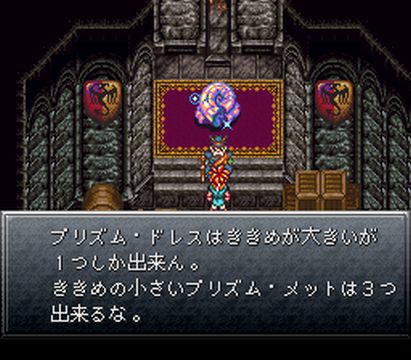 プリズム・ドレスはききめが大きいが
１つしか出来ん。
ききめの小さいプリズム・メットは３つ
出来るな。